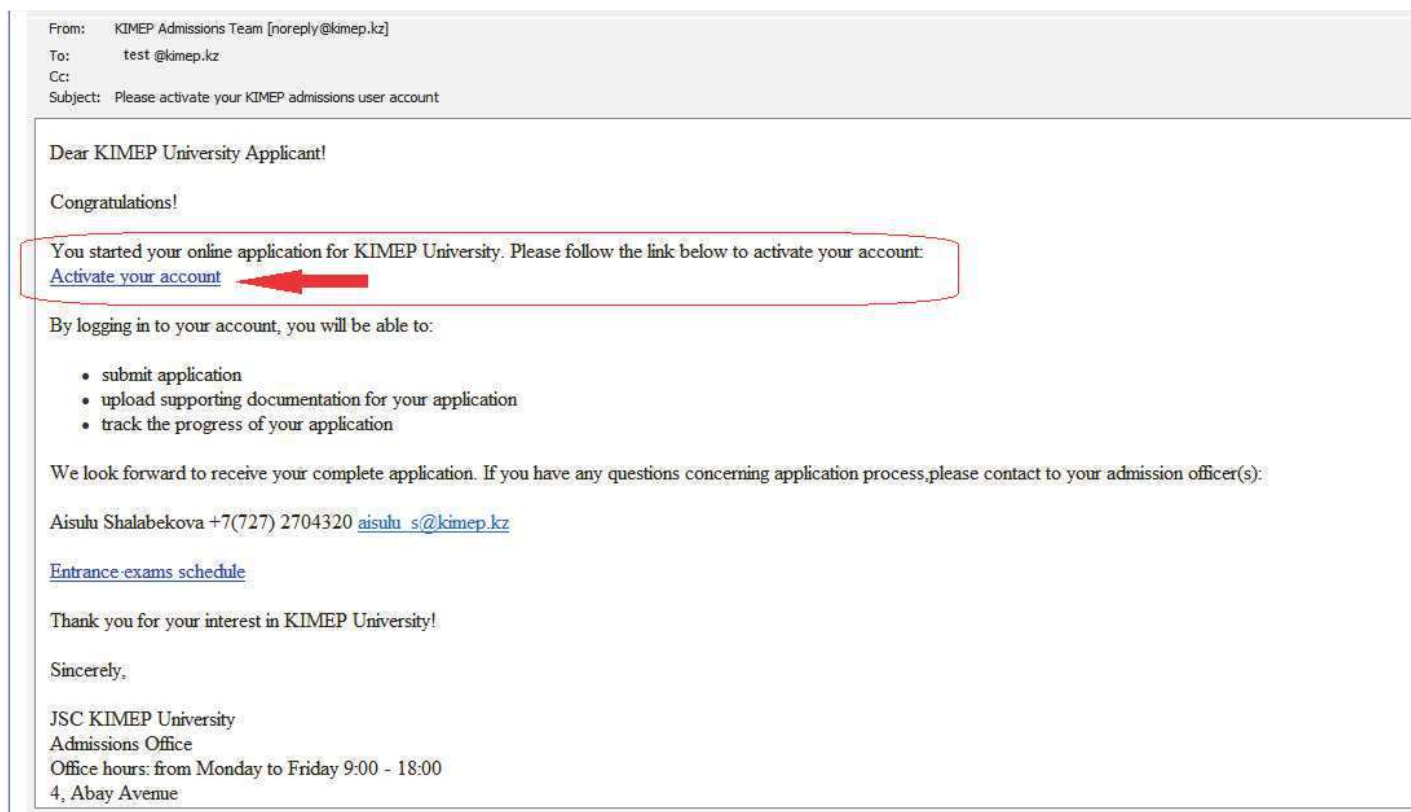 From: KIMEP Admissions Team [noreply@kimep.kz]
To: test @kimep.kz
Cc:
Subject: Please activate your KIMEP admissions user account
Dear KIMEP University Applicant!
Congratulations!
You started your online application for KIMEP University. Please follow the link below to activate your account:
Activate your account
By logging in to your account, you will be able to:
• submit application
• upload supporting documentation for your application
• track the progress of your application
We look forward to receive your complete application. If you have any questions concerning application process,please contact to your admission officer(s):
Aisulu Shalabekova +7(727) 2704320 aisulu_s@kimep.kz
Entrance exams schedule
Thank you for your interest in KIMEP University!
Sincerely,
JSC KIMEP University
Admissions Office
Office hours: from Monday to Friday 9:00 - 18:00
4, Abay Avenue